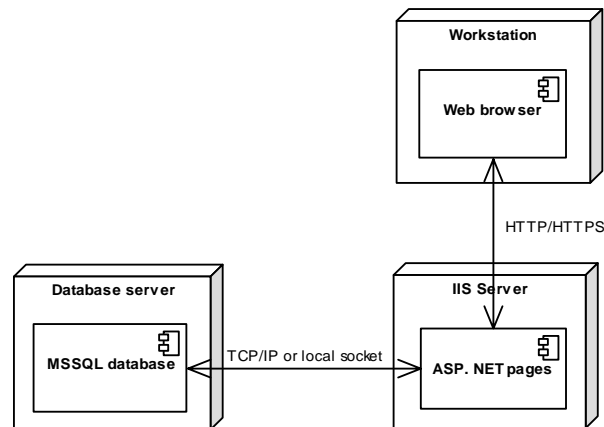 Workstation
Web browser
HTTP/HTTPS
Database server
IIS Server
MSSQL database
TCP/IP or local socket
ASP. NET pages